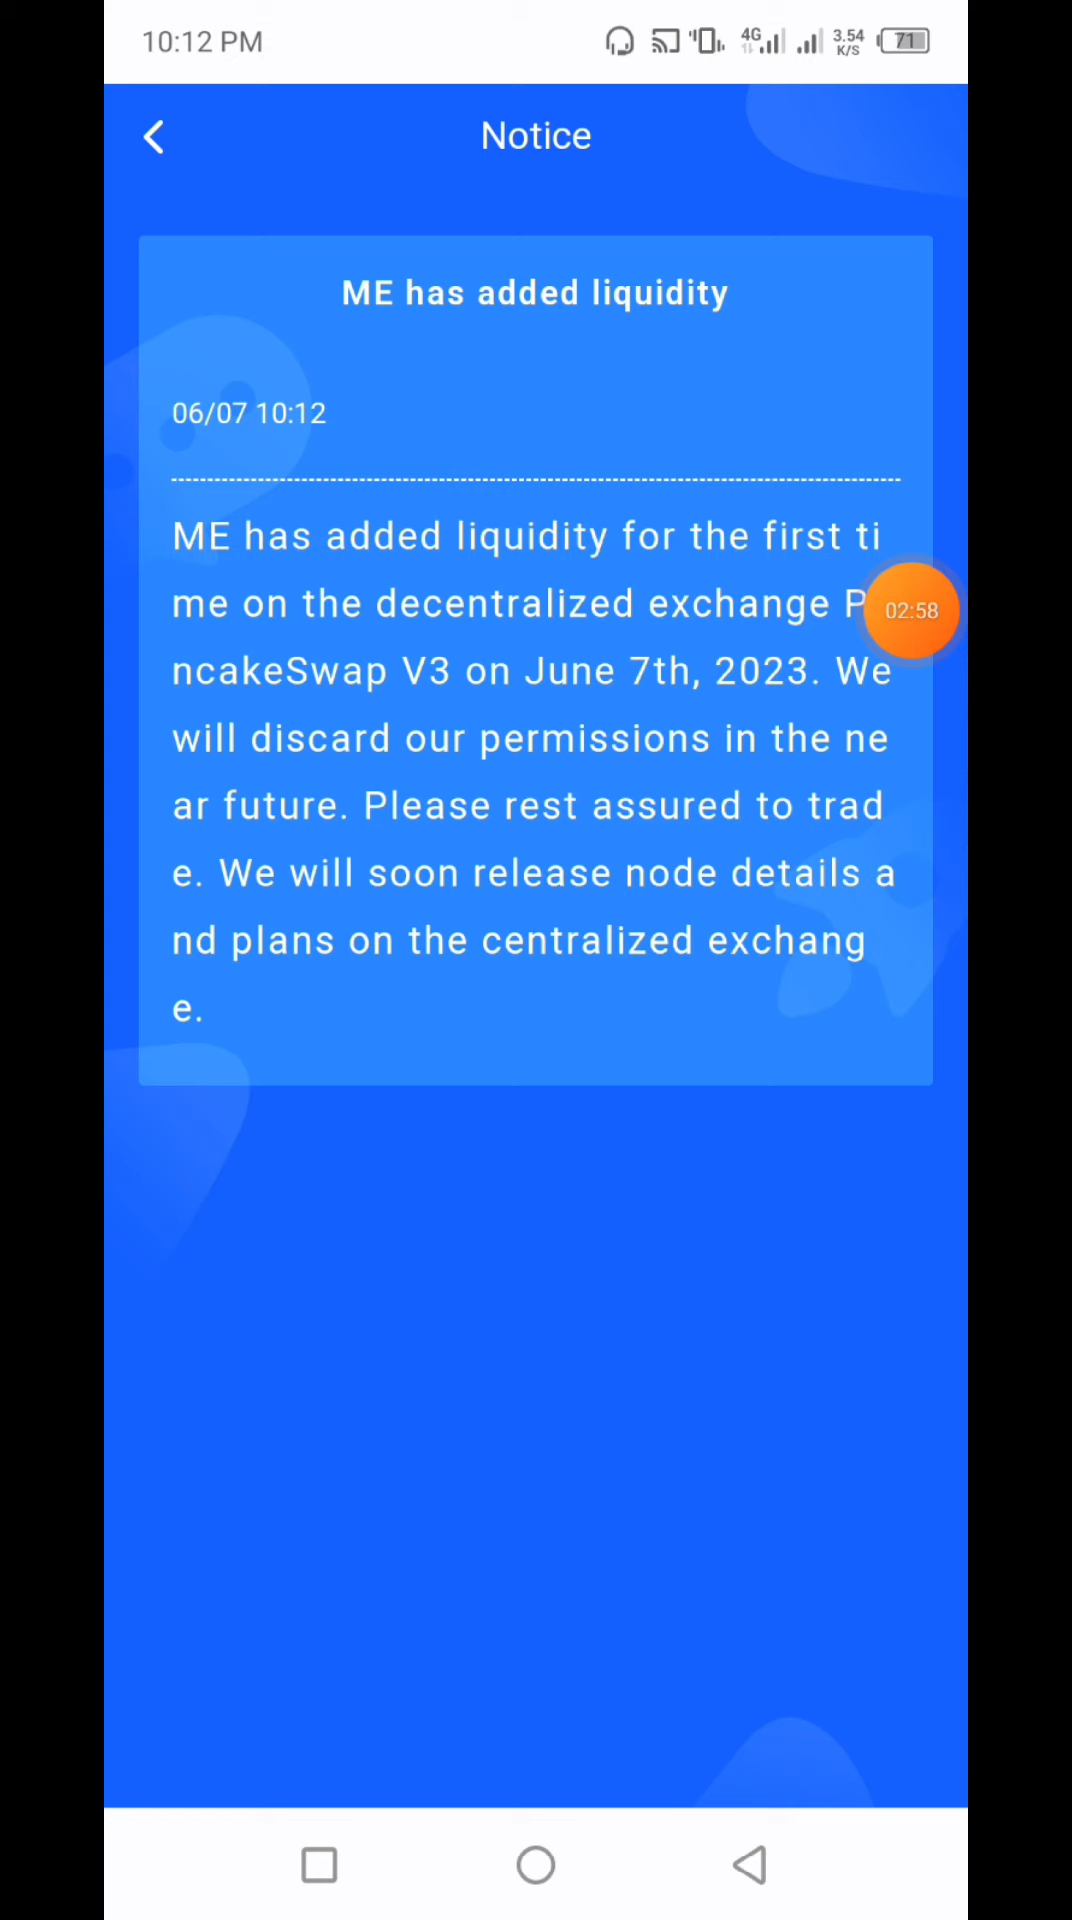 10:12 PM
4G
3.54
K/S
71
Notice
ME has added liquidity
06/07 10:12
ME has added liquidity for the first ti
me on the decentralized exchange P
02:58
ncakeSwap V3 on June 7th, 2023. We
will discard our permissions in the ne
ar future. Please rest assured to trad
e. We will soon release node details a
nd plans on the centralized exchang
e.